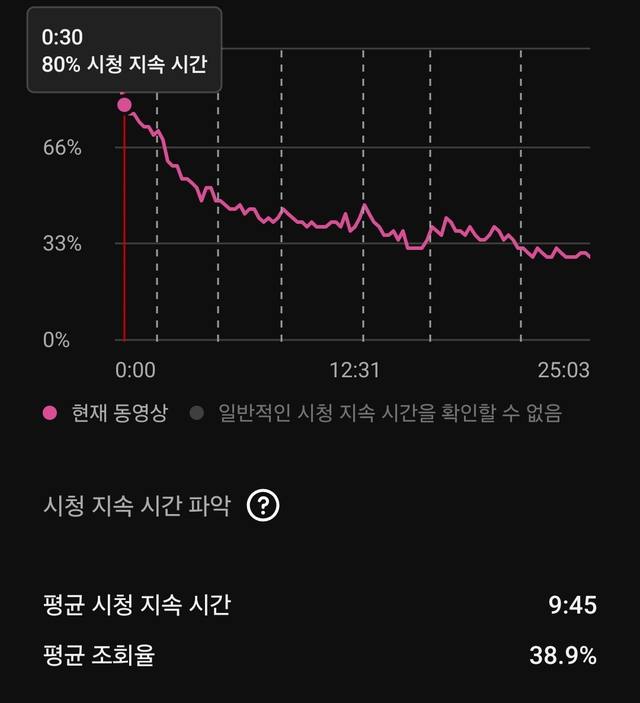 0:30
80% 시청 지속 시간
66%
33%
0%
0:00 12:31 25:03
현재 동영상 일반적인 시청 지속 시간을 확인할 수 없음
시청 지속 시간 파악 ?
평균 시청 지속 시간 9:45
평균 조회율 38.9%